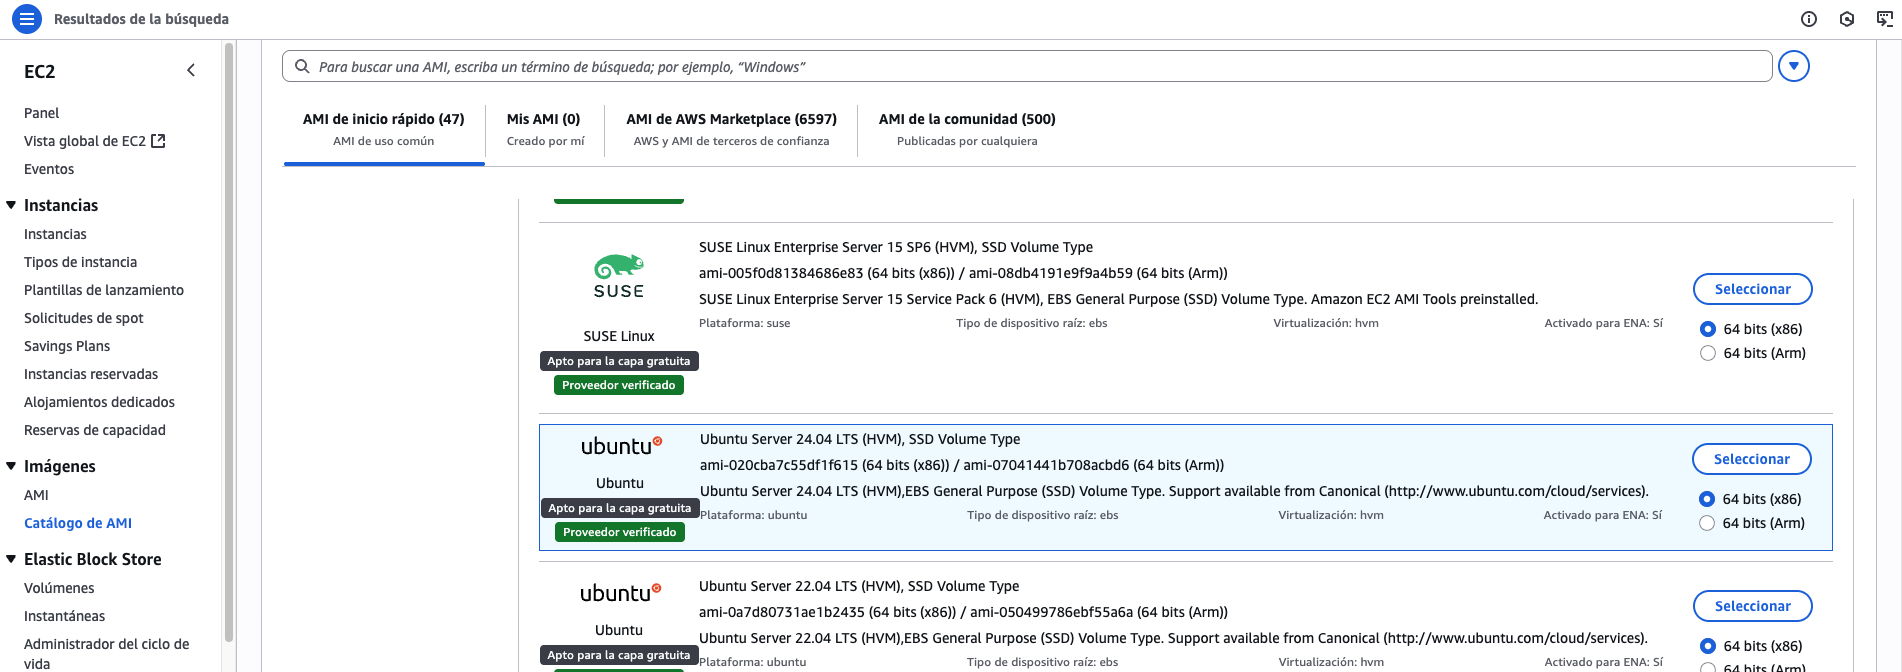 Resultados de la búsqueda
EC2
Panel
Vista global de EC2
Eventos
Instancias
Instancias
Tipos de instancia
Plantillas de lanzamiento
Solicitudes de spot
Savings Plans
Instancias reservadas
Alojamientos dedicados
Reservas de capacidad
Imágenes
AMI
Catálogo de AMI
Elastic Block Store
Volúmenes
Instantáneas
Administrador del ciclo de
vida
Para buscar una AMI, escriba un término de búsqueda; por ejemplo, “Windows”
AMI de inicio rápido (47)
AMI de uso común
Mis AMI (0)
Creado por mí
AMI de AWS Marketplace (6597)
AWS y AMI de terceros de confianza
AMI de la comunidad (500)
Publicadas por cualquiera
SUSE
SUSE Linux
Apto para la capa gratuita
Proveedor verificado
SUSE Linux Enterprise Server 15 SP6 (HVM), SSD Volume Type
ami-005f0d81384686e83 (64 bits (x86)) / ami-08db4191e9f9a4b59 (64 bits (Arm))
SUSE Linux Enterprise Server 15 Service Pack 6 (HVM), EBS General Purpose (SSD) Volume Type. Amazon EC2 AMI Tools preinstalled.
Plataforma: suse Tipo de dispositivo raíz: ebs Virtualización: hvm Activado para ENA: Sí
Seleccionar
64 bits (x86)
64 bits (Arm)
ubuntu
Ubuntu
Apto para la capa gratuita
Proveedor verificado
Ubuntu Server 24.04 LTS (HVM), SSD Volume Type
ami-020cba7c55df1f615 (64 bits (x86)) / ami-07041441b708acbd6 (64 bits (Arm))
Ubuntu Server 24.04 LTS (HVM),EBS General Purpose (SSD) Volume Type. Support available from Canonical (http://www.ubuntu.com/cloud/services).
Plataforma: ubuntu Tipo de dispositivo raíz: ebs Virtualización: hvm Activado para ENA: Sí
Seleccionar
64 bits (x86)
64 bits (Arm)
ubuntu
Ubuntu
Apto para la capa gratuita
Ubuntu Server 22.04 LTS (HVM), SSD Volume Type
ami-0a7d80731ae1b2435 (64 bits (x86)) / ami-050499786ebf55a6a (64 bits (Arm))
Ubuntu Server 22.04 LTS (HVM),EBS General Purpose (SSD) Volume Type. Support available from Canonical (http://www.ubuntu.com/cloud/services).
Plataforma: ubuntu Tipo de dispositivo raíz: ebs Virtualización: hvm Activado para ENA: Sí
Seleccionar
64 bits (x86)
64 bits (Arm)